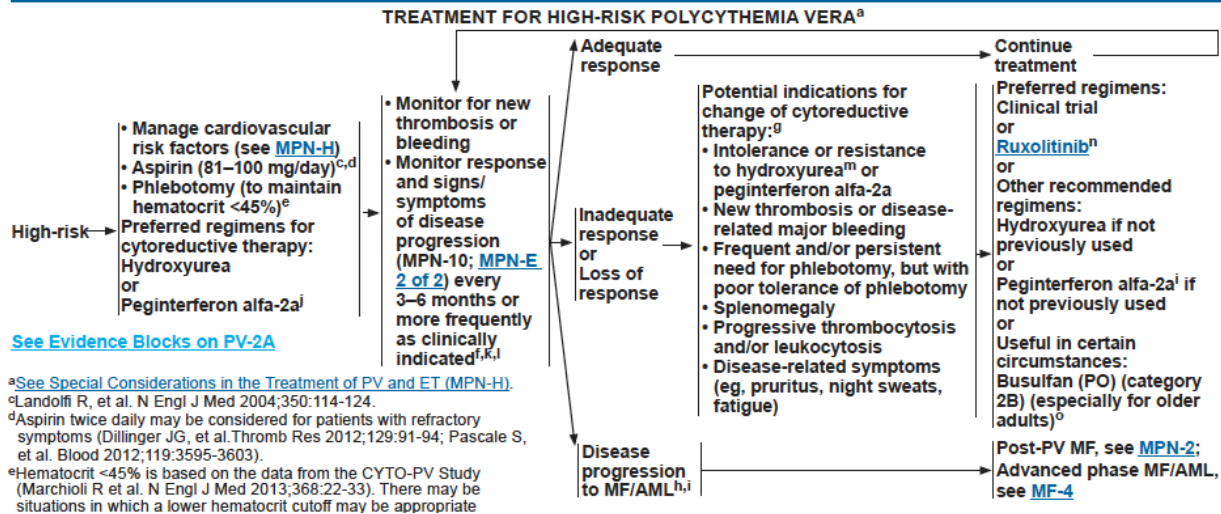 TREATMENT FOR HIGH-RISK POLYCYTHEMIA VERAa
High-risk
• Manage cardiovascular
risk factors (see MPN-H)
• Aspirin (81–100 mg/day)c,d
• Phlebotomy (to maintain
hematocrit <45%)e
Preferred regimens for
cytoreductive therapy:
Hydroxyurea
or
Peginterferon alfa-2aj
• Monitor for new
thrombosis or
bleeding
• Monitor response
and signs/
symptoms
of disease
progression
(MPN-10; MPN-E
2 of 2) every
3–6 months or
more frequently
as clinically
indicatedf,k,l
Adequate
response
Continue
treatment
Inadequate
response
or
Loss of
response
Potential indications for
change of cytoreductive
therapy:g
• Intolerance or resistance
to hydroxyuream or
peginterferon alfa-2a
• New thrombosis or disease-
related major bleeding
• Frequent and/or persistent
need for phlebotomy, but with
poor tolerance of phlebotomy
• Splenomegaly
• Progressive thrombocytosis
and/or leukocytosis
• Disease-related symptoms
(eg, pruritus, night sweats,
fatigue)
Preferred regimens:
Clinical trial
or
Ruxolitinibn
or
Other recommended
regimens:
Hydroxyurea if not
previously used
or
Peginterferon alfa-2ai if
not previously used
or
Useful in certain
circumstances:
Busulfan (PO) (category
2B) (especially for older
adults)o
Disease
progression
to MF/AMLh,i
Post-PV MF, see MPN-2;
Advanced phase MF/AML,
see MF-4
See Evidence Blocks on PV-2A
aSee Special Considerations in the Treatment of PV and ET (MPN-H).
cLandolfi R, et al. N Engl J Med 2004;350:114-124.
dAspirin twice daily may be considered for patients with refractory
symptoms (Dillinger JG, et al.Thromb Res 2012;129:91-94; Pascale S,
et al. Blood 2012;119:3595-3603).
eHematocrit <45% is based on the data from the CYTO-PV Study
(Marchioli R et al. N Engl J Med 2013;368:22-33). There may be
situations in which a lower hematocrit cutoff may be appropriate